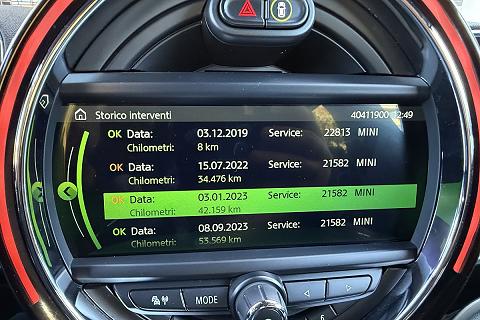 Storico interventi 40411900 12:49
OK Data: 03.12.2019 Service: 22813 MINI
Chilometri: 8 km
OK Data: 15.07.2022 Service: 21582 MINI
Chilometri: 34.476 km
OK Data: 03.01.2023 Service: 21582 MINI
Chilometri: 42.159 km
OK Data: 08.09.2023 Service: 21582 MINI
Chilometri: 53.569 km
MODE
6